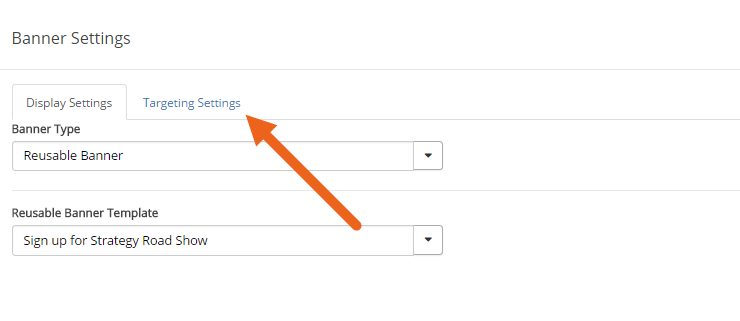 Banner Settings
Display Settings Targeting Settings
Banner Type
Reusable Banner
Reusable Banner Template
Sign up for Strategy Road Show